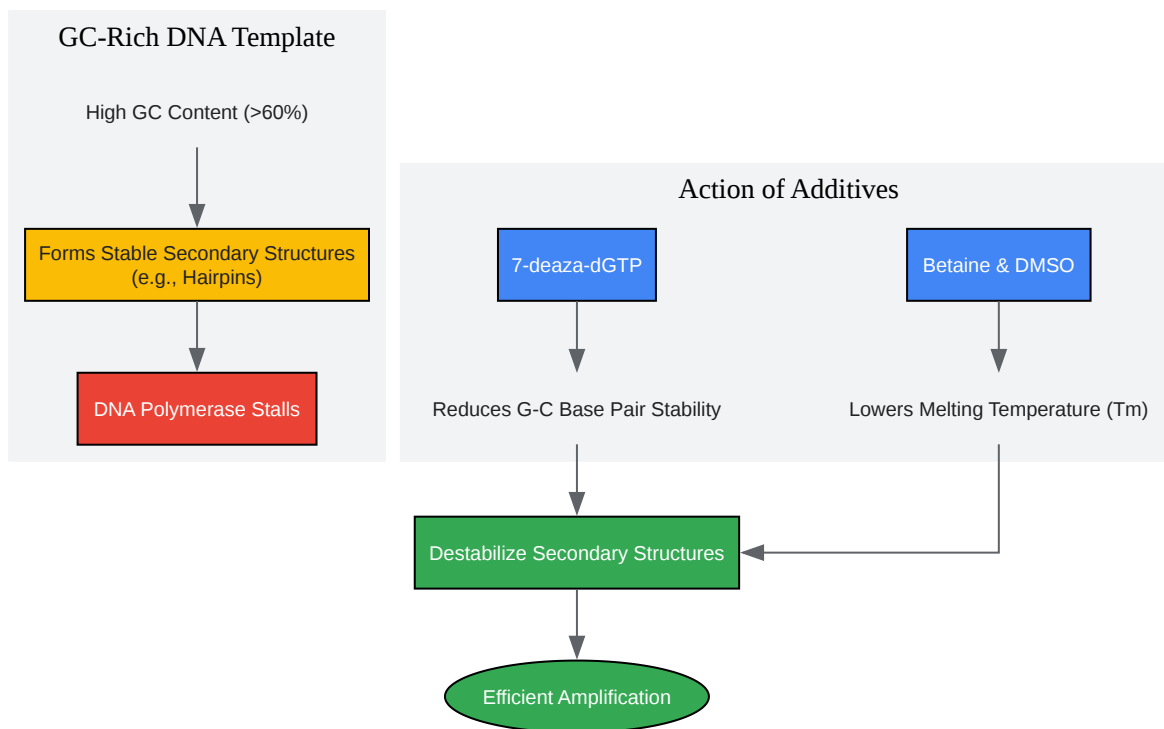 GC-Rich DNA Template
High GC Content (>60%)
Forms Stable Secondary Structures
(e.g., Hairpins)
DNA Polymerase Stalls
Action of Additives
7-deaza-dGTP
Betaine & DMSO
Reduces G-C Base Pair Stability
Lowers Melting Temperature (Tm)
Destabilize Secondary Structures
Efficient Amplification